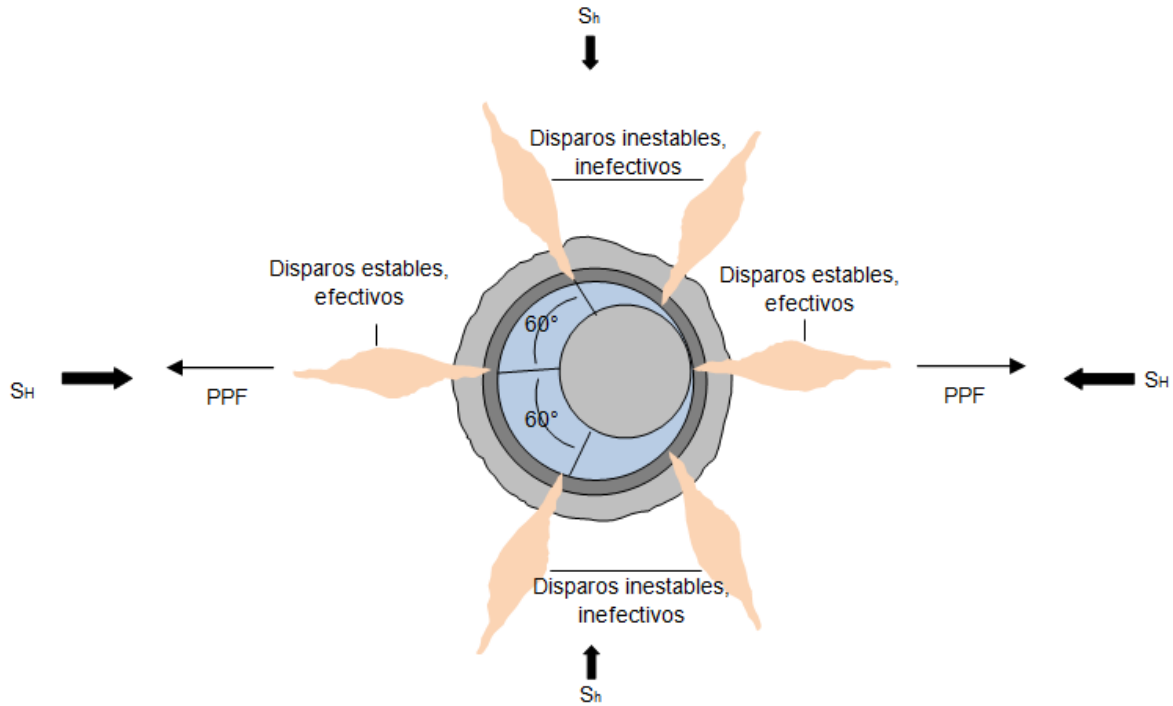 Sh
Disparos inestables,
inefectivos
Disparos estables,
efectivos
Disparos estables,
efectivos
60°
SH
PPF
PPF
SH
60°
Disparos inestables,
inefectivos
Sh